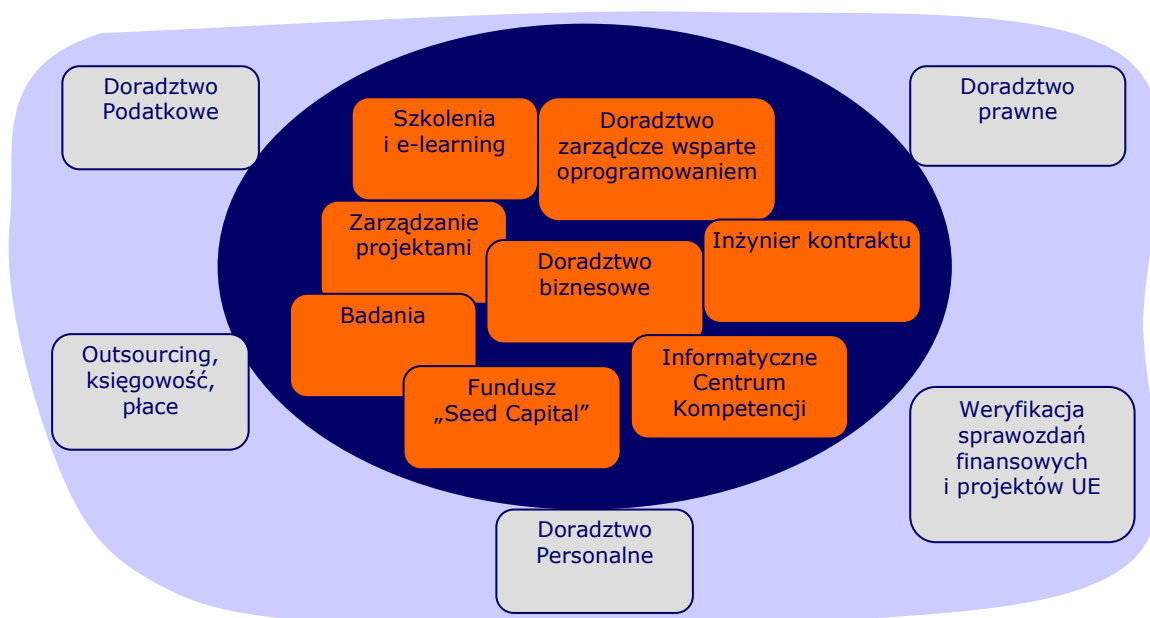 Doradztwo
Podatkowe
Doradztwo
prawne
Szkolenia
i e-learning
Doradztwo
zarządcze wsparte
oprogramowaniem
Zarządzanie
projektami
Inżynier kontraktu
Doradztwo
biznesowe
Badania
Outsourcing,
księgowość,
płace
Informatyczne
Centrum
Kompetencji
Fundusz
„Seed Capital”
Weryfikacja
sprawozdań
finansowych
i projektów UE
Doradztwo
Personalne